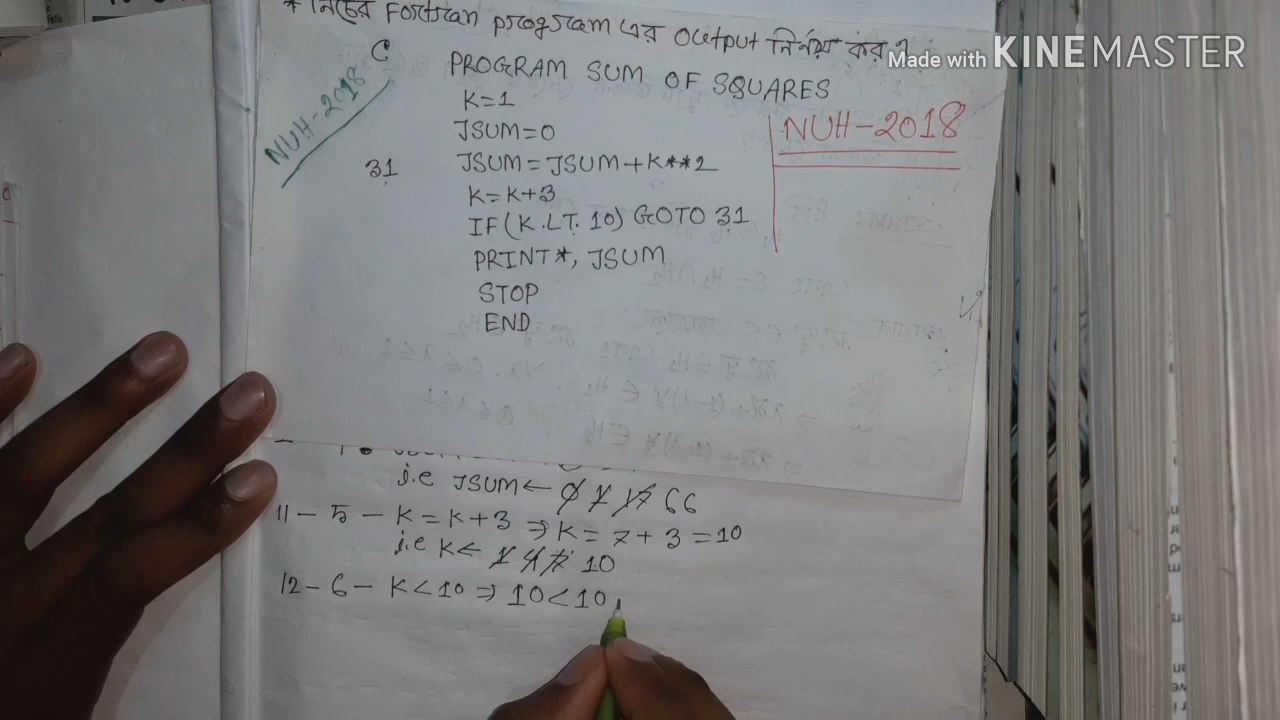 * নিচের Fortran program এর output নির্ণয় কর ?
Made with KINEMASTER
C PROGRAM SUM OF SQUARES
NUH-2018
K=1
JSUM=0
NUH-2018
31 JSUM=JSUM+K**2
K=K+3
IF(K.LT.10) GOTO 31
PRINT*, JSUM
STOP
END
i.e JSUM← 0 1 17 66
11 - 5 - K=K+3 ⇒ K= 7+3=10
i.e K← 1 4 7 10
12 - 6 - K<10 ⇒ 10<10